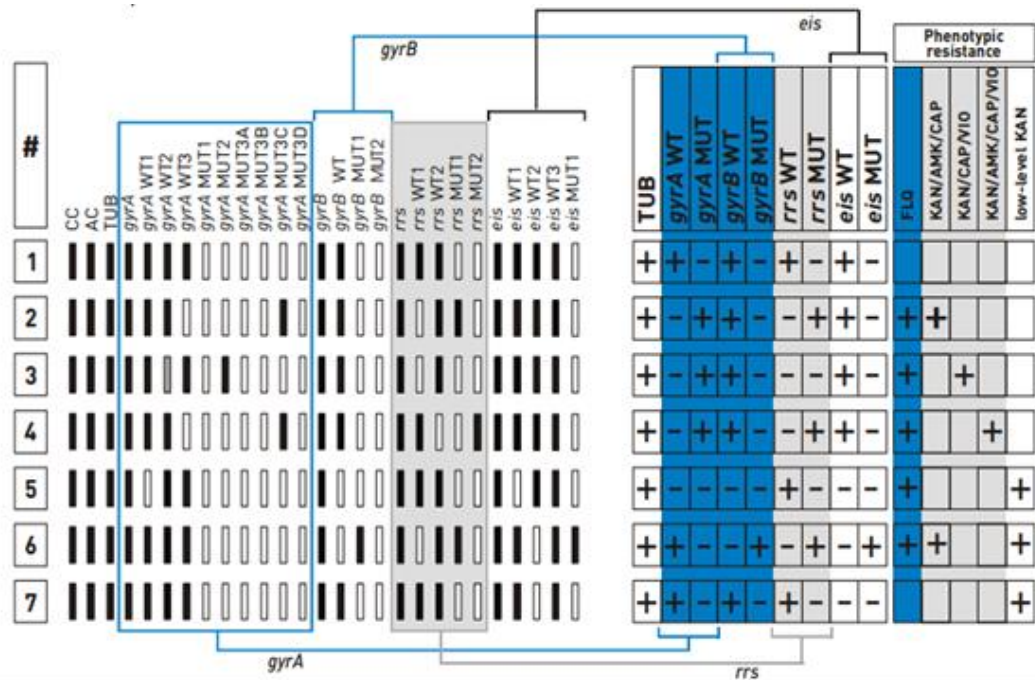 eis
gyrB
Phenotypic
resistance
#
CC
AC
TUB
gyrA
gyrA WT1
gyrA WT2
gyrA WT3
gyrA MUT1
gyrA MUT2
gyrA MUT3A
gyrA MUT3B
gyrA MUT3C
gyrA MUT3D
gyrB
gyrB WT
gyrB MUT1
gyrB MUT2
rrs
rrs WT1
rrs WT2
rrs MUT1
rrs MUT2
eis
eis WT1
eis WT2
eis WT3
eis MUT1
TUB
gyrA WT
gyrA MUT
gyrB WT
gyrB MUT
rrs WT
rrs MUT
eis WT
eis MUT
FLQ
KAN/AMK/CAP
KAN/CAP/VIO
KAN/AMK/CAP/VIO
low-level KAN
1 + + − + − + − + −
2 + − + + − − + + − + +
3 + − + + − − − + − + +
4 + − + + − − + + − + +
5 + − − − − + − − − + +
6 + + − − + − + − + + + +
7 + + − + − + − − − +
gyrA
rrs